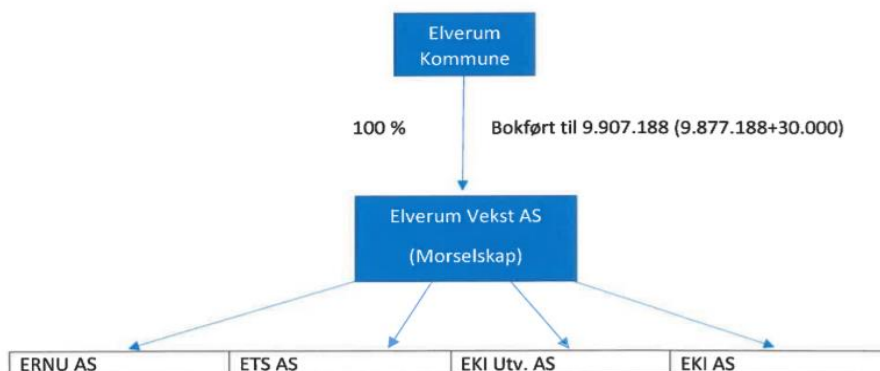 Elverum
Kommune
100 %
Bokført til 9.907.188 (9.877.188+30.000)
Elverum Vekst AS
(Morselskap)
ERNU AS
ETS AS
EKI Utv. AS
EKI AS